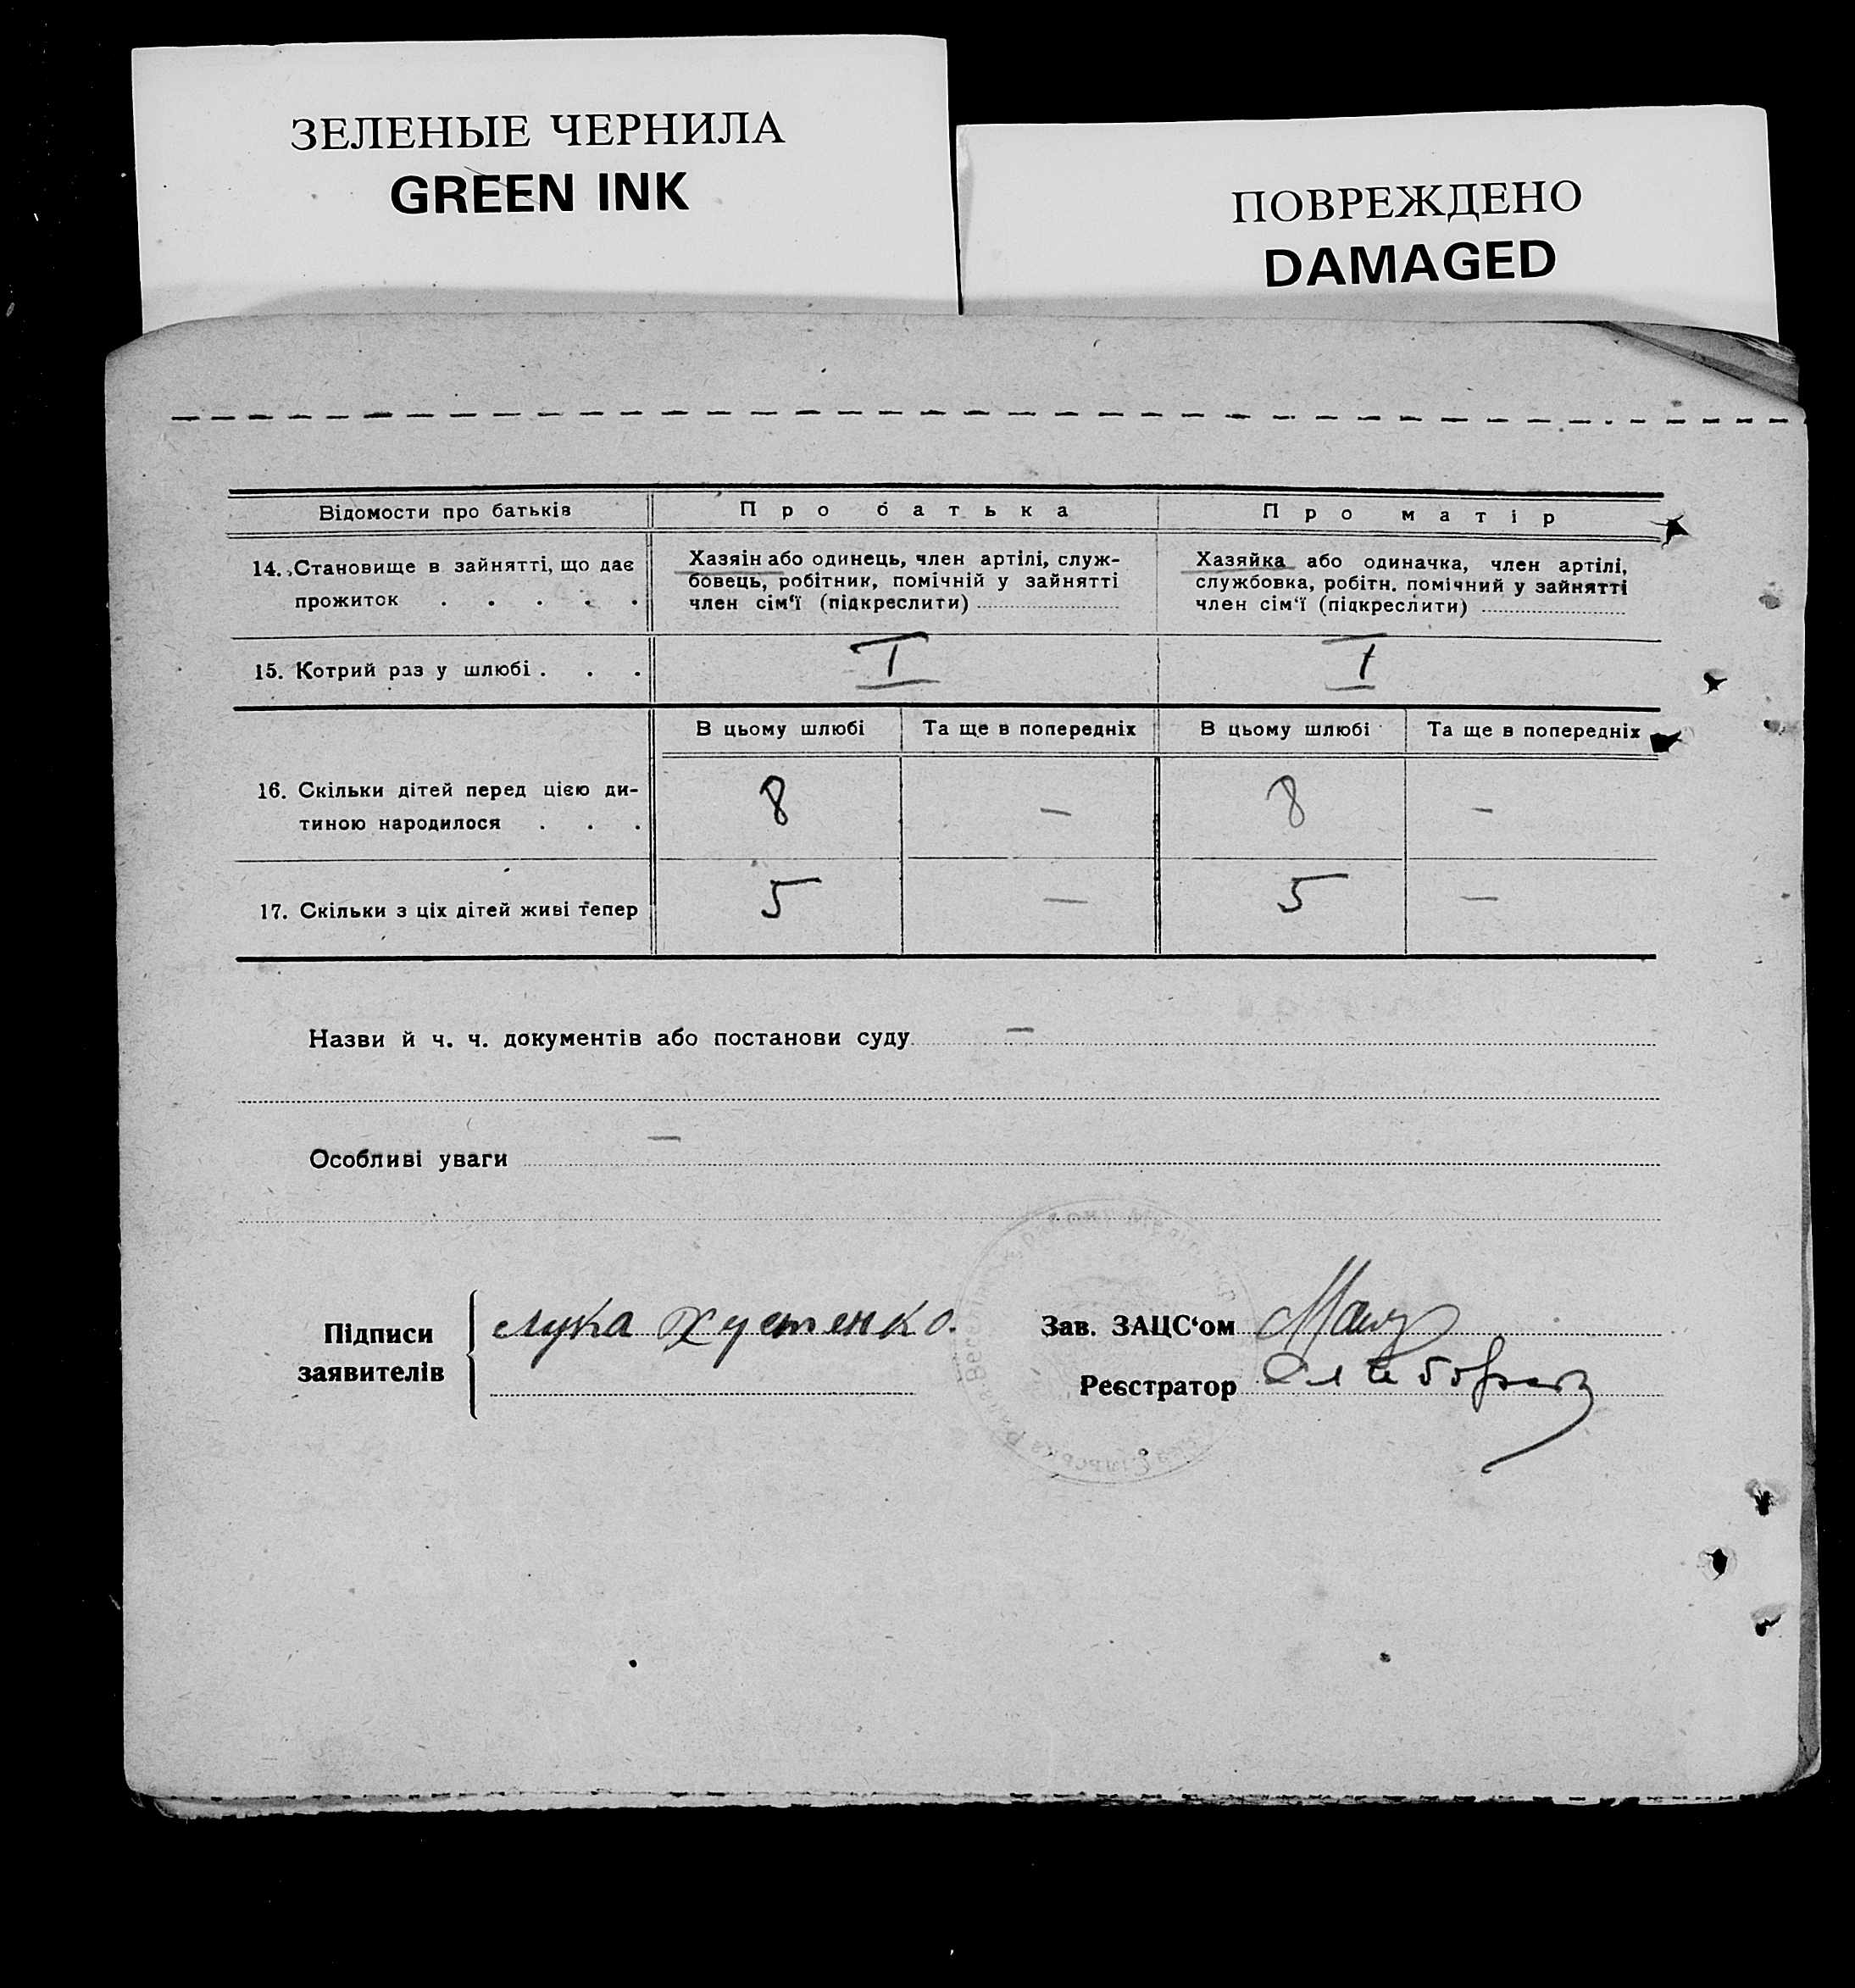 ЗЕЛЕНЫЕ ЧЕРНИЛА
GREEN INK
ПОВРЕЖДЕНО
DAMAGED
Відомости про батьків Про батька Про матір
14. Становище в зайнятті, що дає
прожиток . . . . .
Хазяін або одинець, член артілі, служ-
бовець, робітник, помічній у зайнятті
член сім'ї (підкреслити)
Хазяйка або одиначка, член артілі,
службовка, робітн. помічний у зайнятті
член сім'ї (підкреслити)
15. Котрий раз у шлюбі . . . I I
В цьому шлюбі Та ще в попередніх В цьому шлюбі Та ще в попередніх
16. Скільки дітей перед цією ди-
тиною народилося . . . 8 — 8 —
17. Скільки з ціх дітей живі тепер 5 — 5 —
Назви й ч. ч. документів або постанови суду —
Особливі уваги —
Підписи
заявителів
Лука Хустенко.
Зав. ЗАЦС'ом
Реєстратор